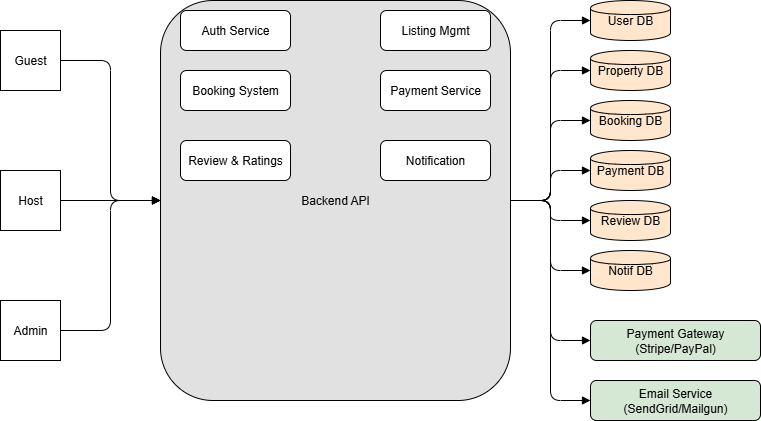 Guest
Host
Admin
Auth Service
Listing Mgmt
Booking System
Payment Service
Review & Ratings
Notification
Backend API
User DB
Property DB
Booking DB
Payment DB
Review DB
Notif DB
Payment Gateway
(Stripe/PayPal)
Email Service
(SendGrid/Mailgun)